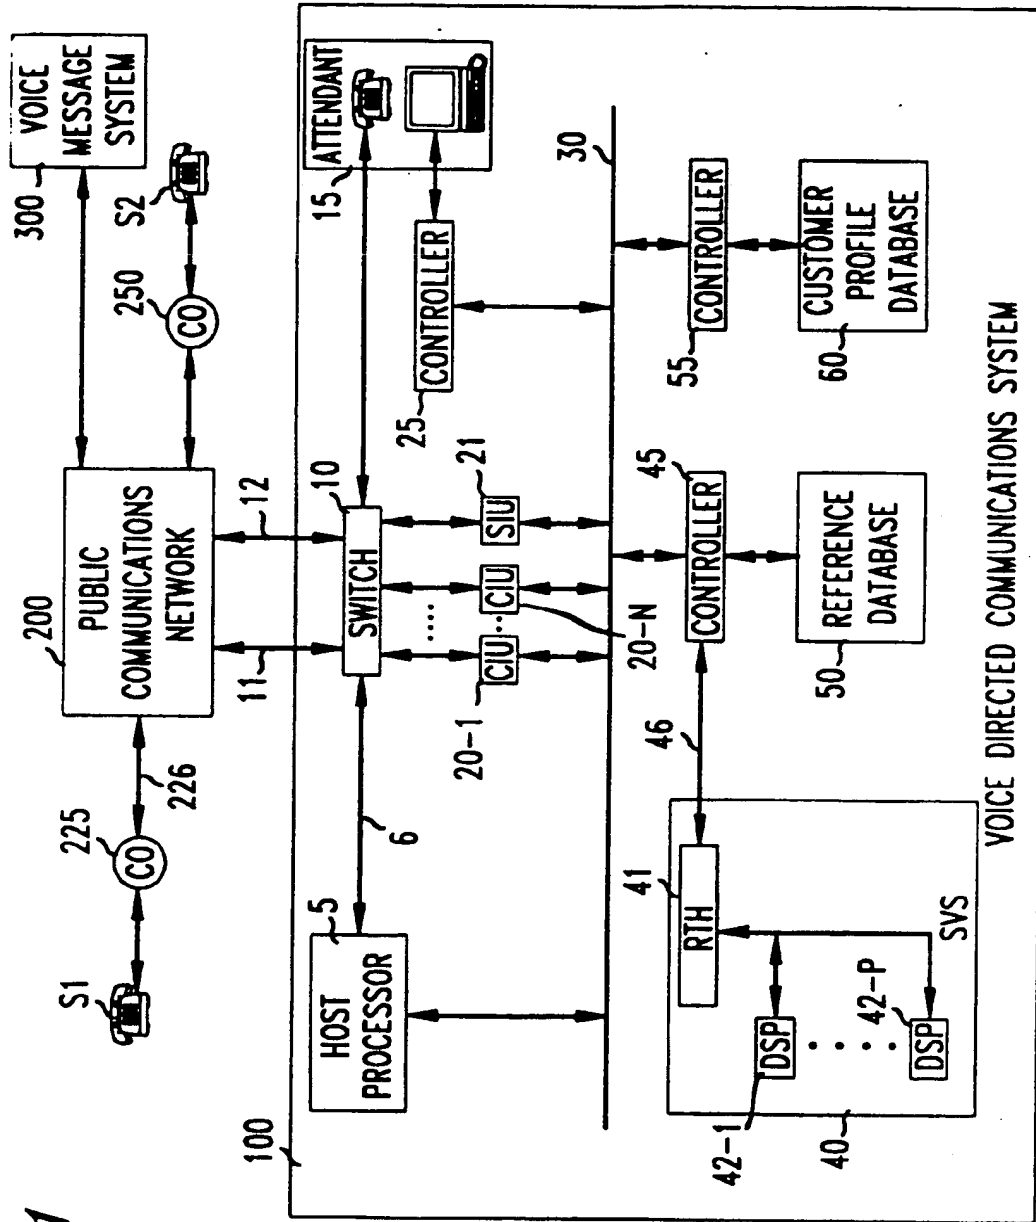 300
VOICE
MESSAGE
SYSTEM
S2
250
CO
200
PUBLIC
COMMUNICATIONS
NETWORK
226
225
CO
S1
11
12
100
5
HOST
PROCESSOR
6
10
SWITCH
15
ATTENDANT
25
CONTROLLER
20-1
CIU
....
..
CIU
20-N
21
SIU
30
41
RTH
46
45
CONTROLLER
55
CONTROLLER
42-1
DSP
....
42-P
DSP
SVS
40
50
REFERENCE
DATABASE
60
CUSTOMER
PROFILE
DATABASE
VOICE DIRECTED COMMUNICATIONS SYSTEM